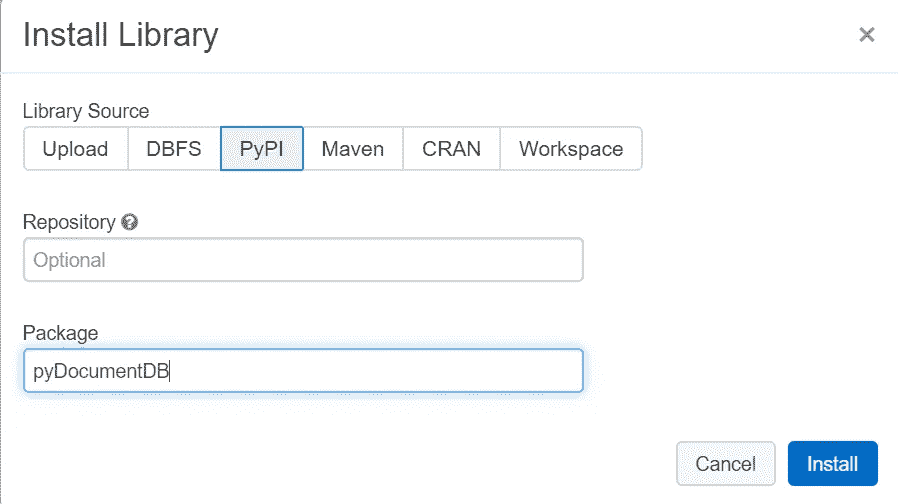 Install Library
Library Source
Upload DBFS PyPI Maven CRAN Workspace
Repository
Optional
Package
pyDocumentDB
Cancel Install